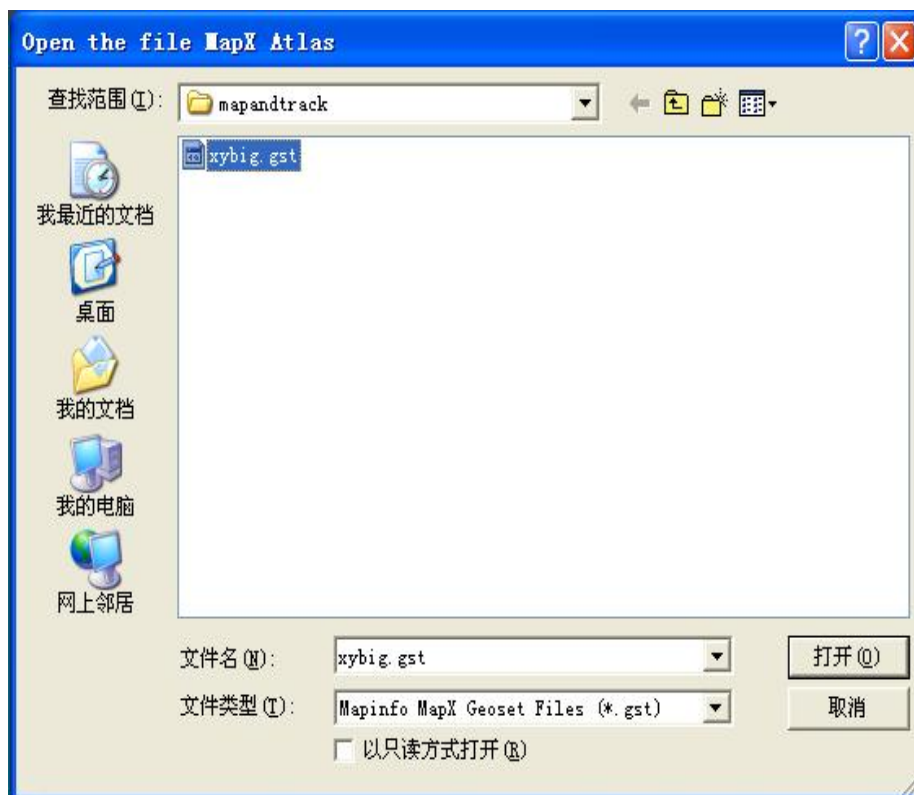 Open the file MapX Atlas
查找范围(I):
mapandtrack
xybig.gst
我最近的文档
桌面
我的文档
我的电脑
网上邻居
文件名(N):
xybig.gst
打开(O)
文件类型(T):
Mapinfo MapX Geoset Files (*.gst)
取消
以只读方式打开(R)